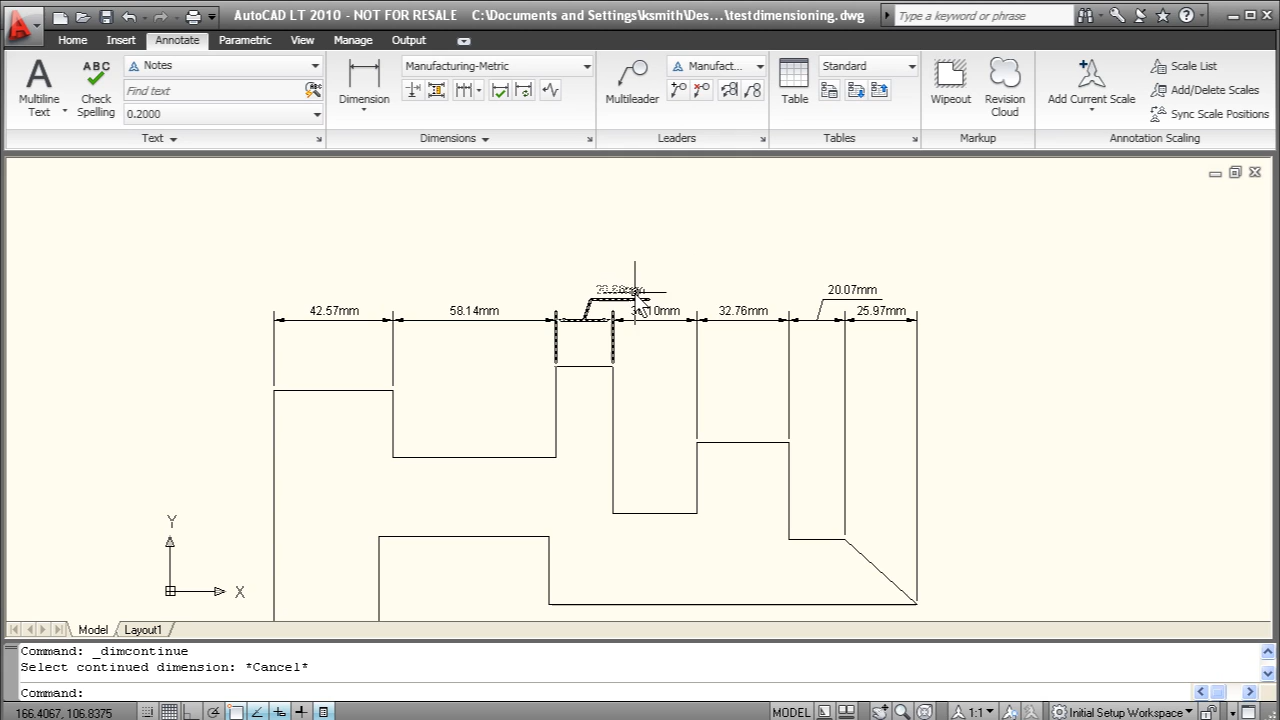 AutoCAD LT 2010 - NOT FOR RESALE C:\Documents and Settings\ksmith\Des...\testdimensioning.dwg
Type a keyword or phrase
Home Insert Annotate Parametric View Manage Output
Multiline Text
ABC Check Spelling
Notes
Find text
0.2000
Dimension
Manufacturing-Metric
Multileader
Manufact...
Table
Standard
Wipeout
Revision Cloud
Add Current Scale
Scale List
Add/Delete Scales
Sync Scale Positions
Text Dimensions Leaders Tables Markup Annotation Scaling
20.07mm
42.57mm 58.14mm 32.76mm 25.97mm
Y
X
Model Layout1
Command: _dimcontinue
Select continued dimension: *Cancel*
Command:
166.4067, 106.8375 MODEL 1:1 Initial Setup Workspace